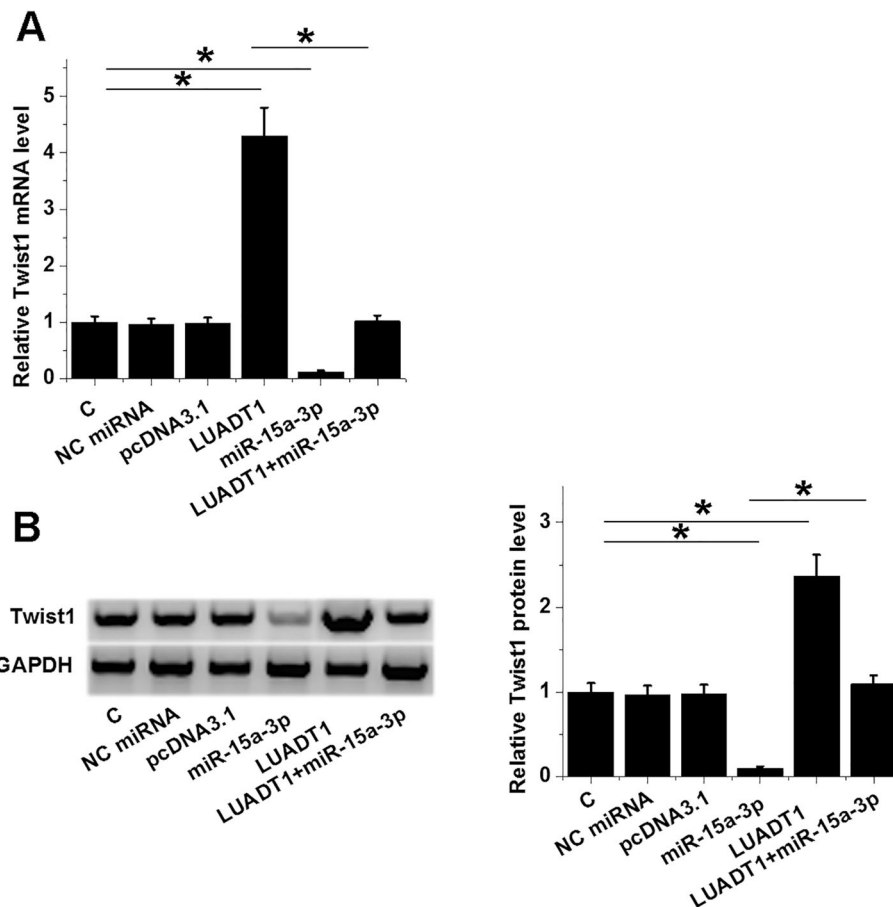 A
Relative Twist1 mRNA level
5
4
3
2
1
0
* *
*
C
NC miRNA
pcDNA3.1
LUADT1
miR-15a-3p
LUADT1+miR-15a-3p
B
Twist1
GAPDH
C
NC miRNA
pcDNA3.1
miR-15a-3p
LUADT1
LUADT1+miR-15a-3p
Relative Twist1 protein level
3
2
1
0
* *
*
C
NC miRNA
pcDNA3.1
miR-15a-3p
LUADT1
LUADT1+miR-15a-3p